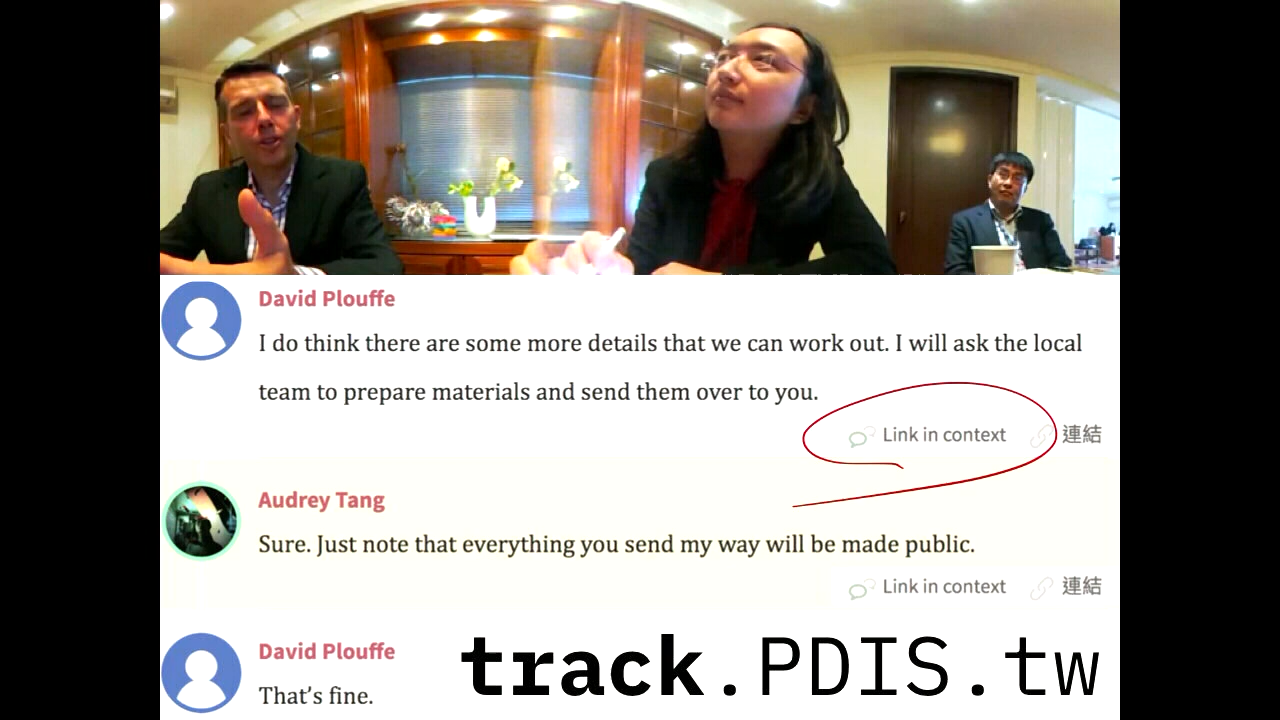 David Plouffe
I do think there are some more details that we can work out. I will ask the local
team to prepare materials and send them over to you.
Link in context 連結
Audrey Tang
Sure. Just note that everything you send my way will be made public.
Link in context 連結
David Plouffe
That's fine.
track.PDIS.tw